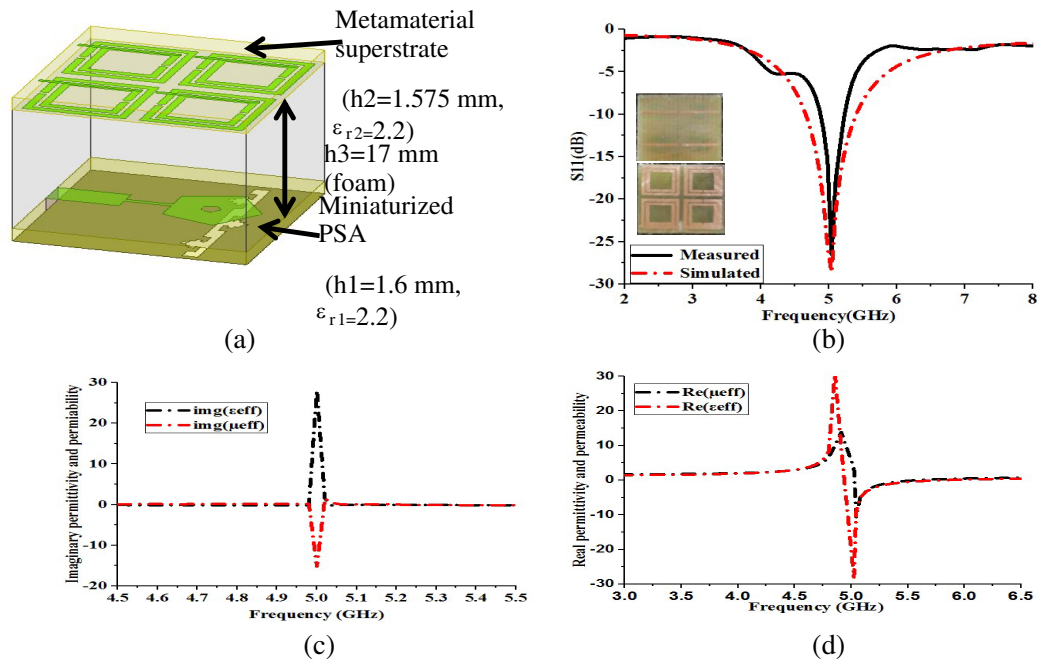 Metamaterial
superstrate
(h2=1.575 mm,
εr2=2.2)
h3=17 mm
(foam)
Miniaturized
PSA
(h1=1.6 mm,
εr1=2.2)
(a)
0
-5
-10
-15
-20
-25
-30
S11(dB)
Measured
Simulated
2 3 4 5 6 7 8
Frequency(GHz)
(b)
30
20
10
0
-10
-20
Imaginary permittivity and permiability
img(εeff)
img(μeff)
4.5 4.6 4.7 4.8 4.9 5.0 5.1 5.2 5.3 5.4 5.5
Frequency (GHz)
(c)
30
20
10
0
-10
-20
-30
Real permittivity and permeability
Re(μeff)
Re(εeff)
3.0 3.5 4.0 4.5 5.0 5.5 6.0 6.5
Frequency (GHz)
(d)